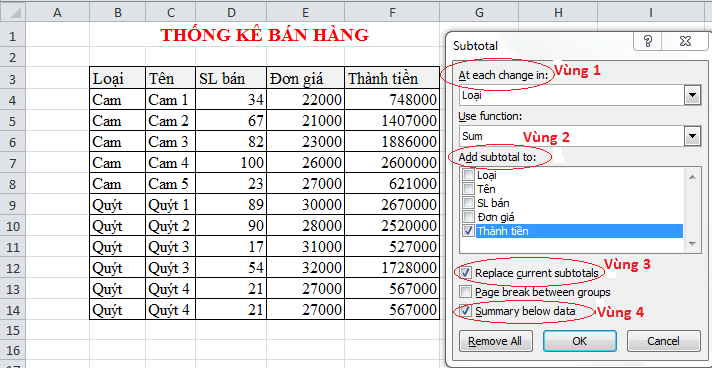 A B C D E F G H I
1 THỐNG KÊ BÁN HÀNG
2
3 Loại Tên SL bán Đơn giá Thành tiền
4 Cam Cam 1 34 22000 748000
5 Cam Cam 2 67 21000 1407000
6 Cam Cam 3 82 23000 1886000
7 Cam Cam 4 100 26000 2600000
8 Cam Cam 5 23 27000 621000
9 Quýt Quýt 1 89 30000 2670000
10 Quýt Quýt 2 90 28000 2520000
11 Quýt Quýt 3 17 31000 527000
12 Quýt Quýt 3 54 32000 1728000
13 Quýt Quýt 4 21 27000 567000
14 Quýt Quýt 4 21 27000 567000
15
16
17
Subtotal
At each change in: Vùng 1
Loại
Use function:
Sum Vùng 2
Add subtotal to:
Loại
Tên
SL bán
Đơn giá
Thành tiền
Replace current subtotals Vùng 3
Page break between groups
Summary below data Vùng 4
Remove All OK Cancel